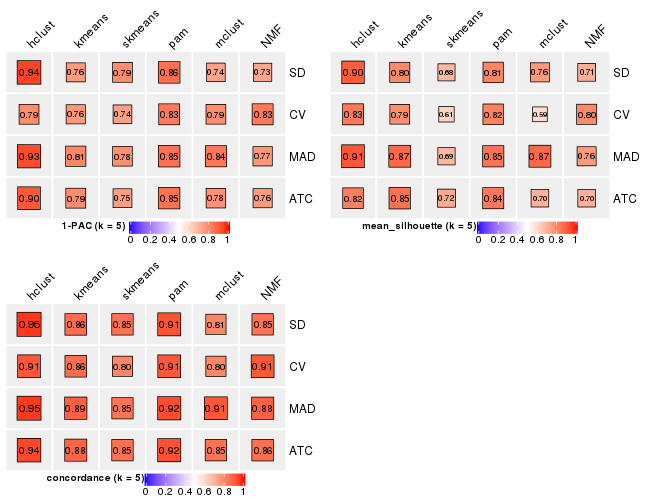 hclust kmeans skmeans pam mclust NMF
0.94 0.76 0.79 0.86 0.74 0.73 SD
0.79 0.76 0.74 0.83 0.79 0.83 CV
0.93 0.81 0.78 0.85 0.84 0.77 MAD
0.90 0.79 0.75 0.85 0.78 0.76 ATC
1-PAC (k = 5)
0 0.2 0.4 0.6 0.8 1
hclust kmeans skmeans pam mclust NMF
0.90 0.80 0.68 0.81 0.76 0.71 SD
0.83 0.79 0.61 0.82 0.59 0.80 CV
0.91 0.87 0.69 0.85 0.87 0.76 MAD
0.82 0.85 0.72 0.84 0.70 0.70 ATC
mean_silhouette (k = 5)
0 0.2 0.4 0.6 0.8 1
hclust kmeans skmeans pam mclust NMF
0.96 0.86 0.85 0.91 0.81 0.85 SD
0.91 0.86 0.80 0.91 0.80 0.91 CV
0.95 0.89 0.85 0.92 0.91 0.88 MAD
0.94 0.88 0.85 0.92 0.85 0.86 ATC
concordance (k = 5)
0 0.2 0.4 0.6 0.8 1